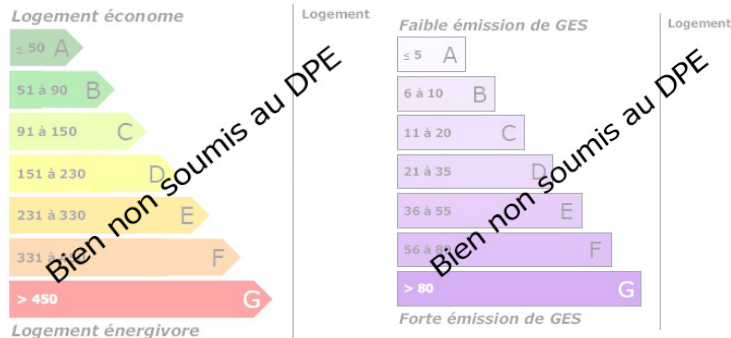 Logement économe
Logement
≤ 50 A
51 à 90 B
91 à 150 C
151 à 230 D
231 à 330 E
331 à F
> 450 G
Logement énergivore
Bien non soumis au DPE
Faible émission de GES
Logement
≤ 5 A
6 à 10 B
11 à 20 C
21 à 35 D
36 à 55 E
56 à 80 F
> 80 G
Forte émission de GES
Bien non soumis au DPE